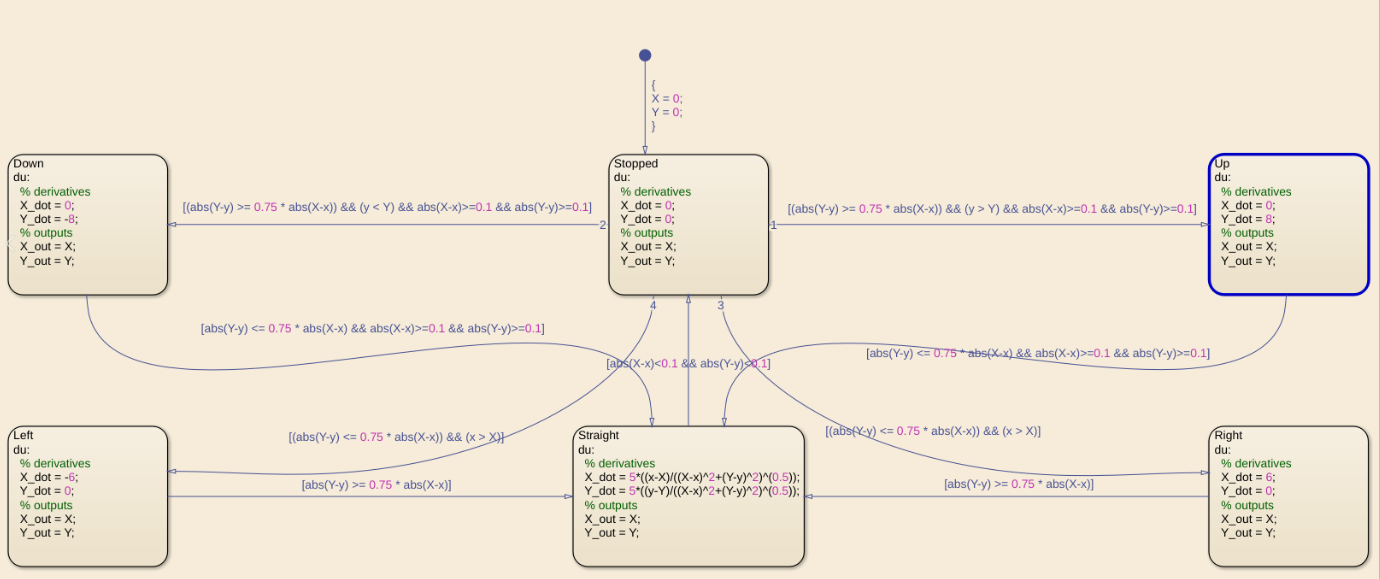 {
X = 0;
Y = 0;
}
Down
du:
% derivatives
X_dot = 0;
Y_dot = -8;
% outputs
X_out = X;
Y_out = Y;
[(abs(Y-y) >= 0.75 * abs(X-x)) && (y < Y) && abs(X-x)>=0.1 && abs(Y-y)>=0.1]
2
Stopped
du:
% derivatives
X_dot = 0;
Y_dot = 0;
% outputs
X_out = X;
Y_out = Y;
1
[(abs(Y-y) >= 0.75 * abs(X-x)) && (y > Y) && abs(X-x)>=0.1 && abs(Y-y)>=0.1]
Up
du:
% derivatives
X_dot = 0;
Y_dot = 8;
% outputs
X_out = X;
Y_out = Y;
4
3
[abs(Y-y) <= 0.75 * abs(X-x) && abs(X-x)>=0.1 && abs(Y-y)>=0.1]
[abs(X-x)<0.1 && abs(Y-y)<0.1]
[abs(Y-y) <= 0.75 * abs(X-x) && abs(X-x)>=0.1 && abs(Y-y)>=0.1]
[(abs(Y-y) <= 0.75 * abs(X-x)) && (x > X)]
[(abs(Y-y) <= 0.75 * abs(X-x)) && (x > X)]
Left
du:
% derivatives
X_dot = -6;
Y_dot = 0;
% outputs
X_out = X;
Y_out = Y;
[abs(Y-y) >= 0.75 * abs(X-x)]
Straight
du:
% derivatives
X_dot = 5*((x-X)/((X-x)^2+(Y-y)^2)^(0.5));
Y_dot = 5*((y-Y)/((X-x)^2+(Y-y)^2)^(0.5));
% outputs
X_out = X;
Y_out = Y;
[abs(Y-y) >= 0.75 * abs(X-x)]
Right
du:
% derivatives
X_dot = 6;
Y_dot = 0;
% outputs
X_out = X;
Y_out = Y;